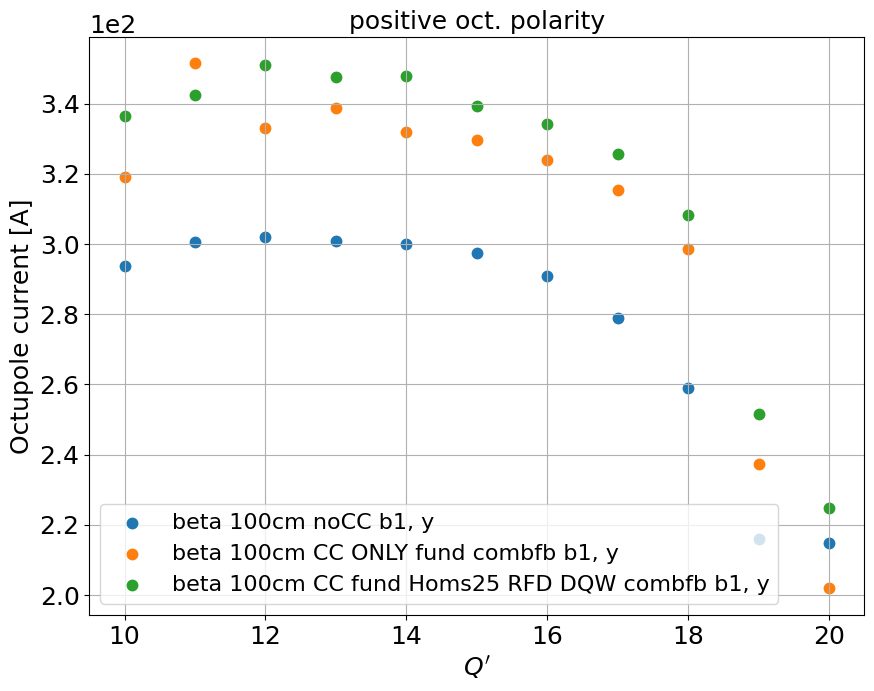 positive oct. polarity
1e2
3.4
3.2
3.0
2.8
2.6
2.4
2.2
2.0
Octupole current [A]
beta 100cm noCC b1, y
beta 100cm CC ONLY fund combfb b1, y
beta 100cm CC fund Homs25 RFD DQW combfb b1, y
10 12 14 16 18 20
Q′